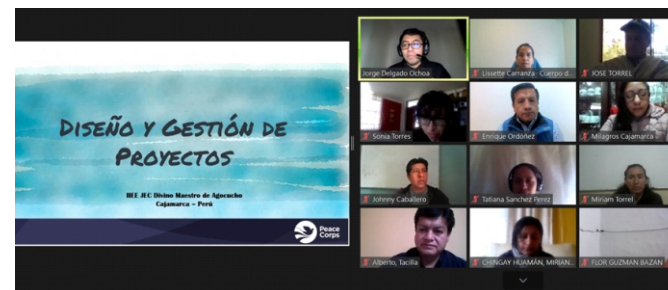 DISEÑO Y GESTIÓN DE
PROYECTOS
IIEE JEC Divino Maestro de Agocucho
Cajamarca – Perú
Peace
Corps
Jorge Delgado Ochoa
Lissette Carranza - Cuerpo d...
JOSE TORREL
Sonia Torres
Enrique Ordoñez
Milagros Cajamarca -
Johnny Caballero
Tatiana Sanchez Perez
Miriam Torrel
Alberto, Tacilla
CHINGAY HUAMÁN, MIRIAN...
FLOR GUZMAN BAZAN